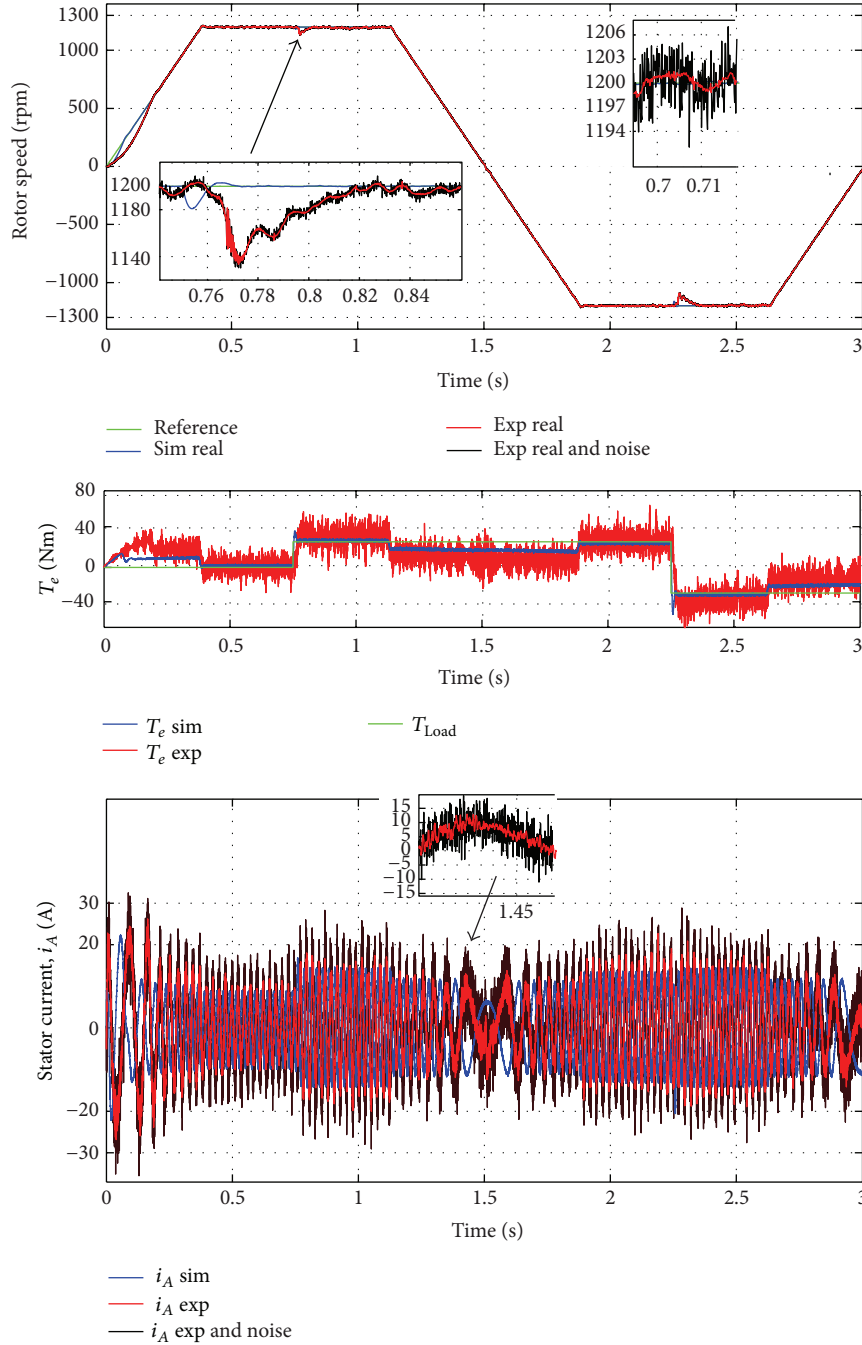 1300
1000
500
0
−500
−1000
−1300
Rotor speed (rpm)
1206
1203
1200
1197
1194
0.7 0.71
1200
1180
1140
0.76 0.78 0.8 0.82 0.84
0 0.5 1 1.5 2 2.5 3
Time (s)
Reference
Sim real
Exp real
Exp real and noise
80
40
0
−40
T_e (Nm)
0 0.5 1 1.5 2 2.5 3
Time (s)
T_e sim
T_e exp
T_Load
15
10
5
0
−5
−15
1.45
30
20
0
−20
−30
Stator current, i_A (A)
0 0.5 1 1.5 2 2.5 3
Time (s)
i_A sim
i_A exp
i_A exp and noise